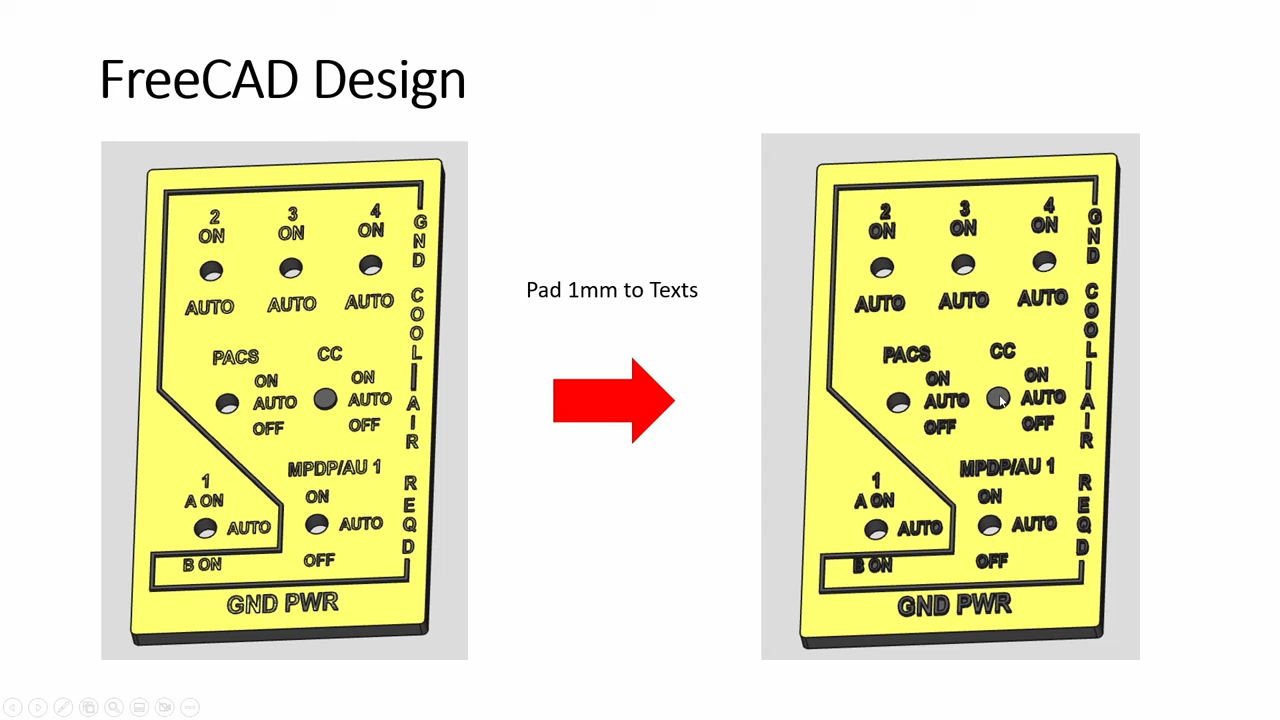 FreeCAD Design
2 3 4
ON ON ON
GND COOL|AIR REQD
AUTO AUTO AUTO
PACS CC
ON ON
AUTO AUTO
OFF OFF
MPDP/AU 1
1 ON
A ON
AUTO AUTO
B ON OFF
GND PWR
Pad 1mm to Texts
2 3 4
ON ON ON
GND COOL|AIR REQD
AUTO AUTO AUTO
PACS CC
ON ON
AUTO AUTO
OFF OFF
MPDP/AU 1
1 ON
A ON
AUTO AUTO
B ON OFF
GND PWR